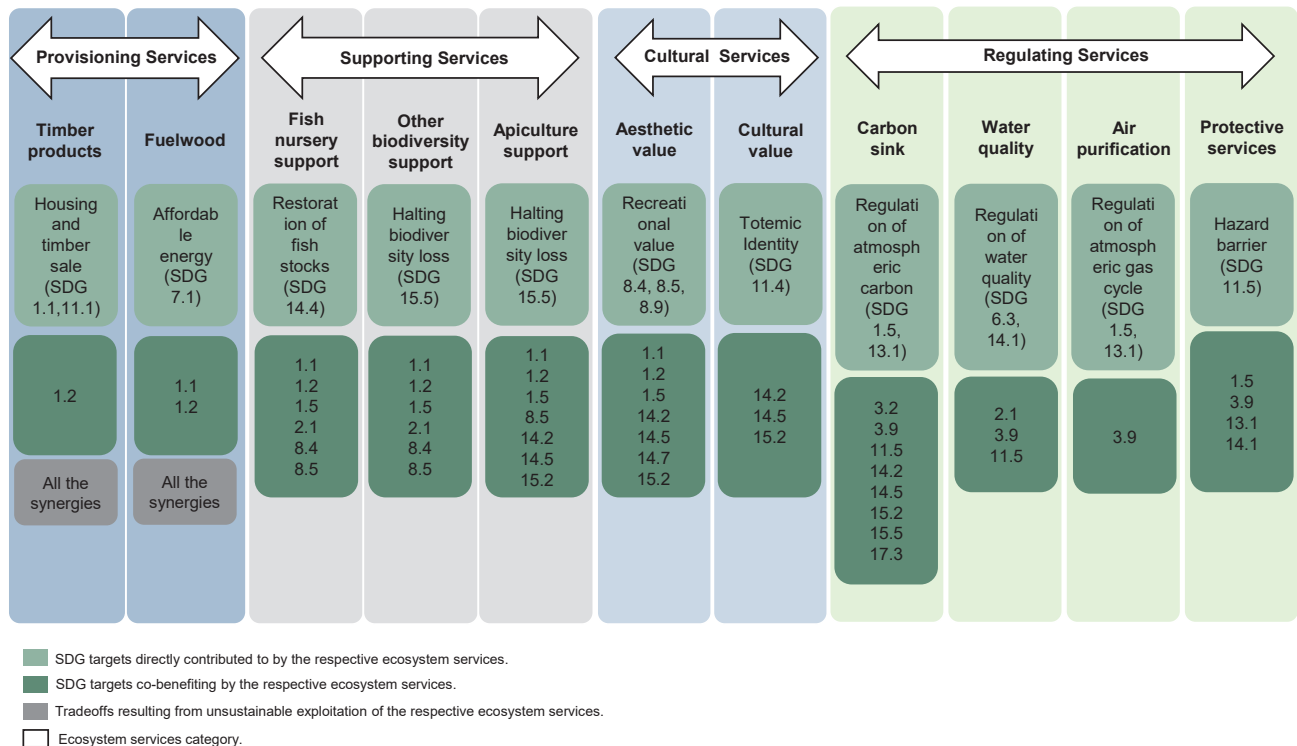 Provisioning Services
Supporting Services
Cultural Services
Regulating Services
Timber
products
Fuelwood
Fish
nursery
support
Other
biodiversity
support
Apiculture
support
Aesthetic
value
Cultural
value
Carbon
sink
Water
quality
Air
purification
Protective
services
Housing
and
timber
sale
(SDG
1.1,11.1)
Affordab
le
energy
(SDG
7.1)
Restorat
ion of
fish
stocks
(SDG
14.4)
Halting
biodiver
sity loss
(SDG
15.5)
Halting
biodiver
sity loss
(SDG
15.5)
Recreati
onal
value
(SDG
8.4, 8.5,
8.9)
Totemic
Identity
(SDG
11.4)
Regulati
on of
atmosph
eric
carbon
(SDG
1.5,
13.1)
Regulati
on of
water
quality
(SDG
6.3,
14.1)
Regulati
on of
atmosph
eric gas
cycle
(SDG
1.5,
13.1)
Hazard
barrier
(SDG
11.5)
1.2
1.1
1.2
1.1
1.2
1.5
2.1
8.4
8.5
1.1
1.2
1.5
2.1
8.4
8.5
1.1
1.2
1.5
8.5
14.2
14.5
15.2
1.1
1.2
1.5
14.2
14.5
14.7
15.2
14.2
14.5
15.2
3.2
3.9
11.5
14.2
14.5
15.2
15.5
17.3
2.1
3.9
11.5
3.9
1.5
3.9
13.1
14.1
All the
synergies
All the
synergies
SDG targets directly contributed to by the respective ecosystem services.
SDG targets co-benefiting by the respective ecosystem services.
Tradeoffs resulting from unsustainable exploitation of the respective ecosystem services.
Ecosystem services category.